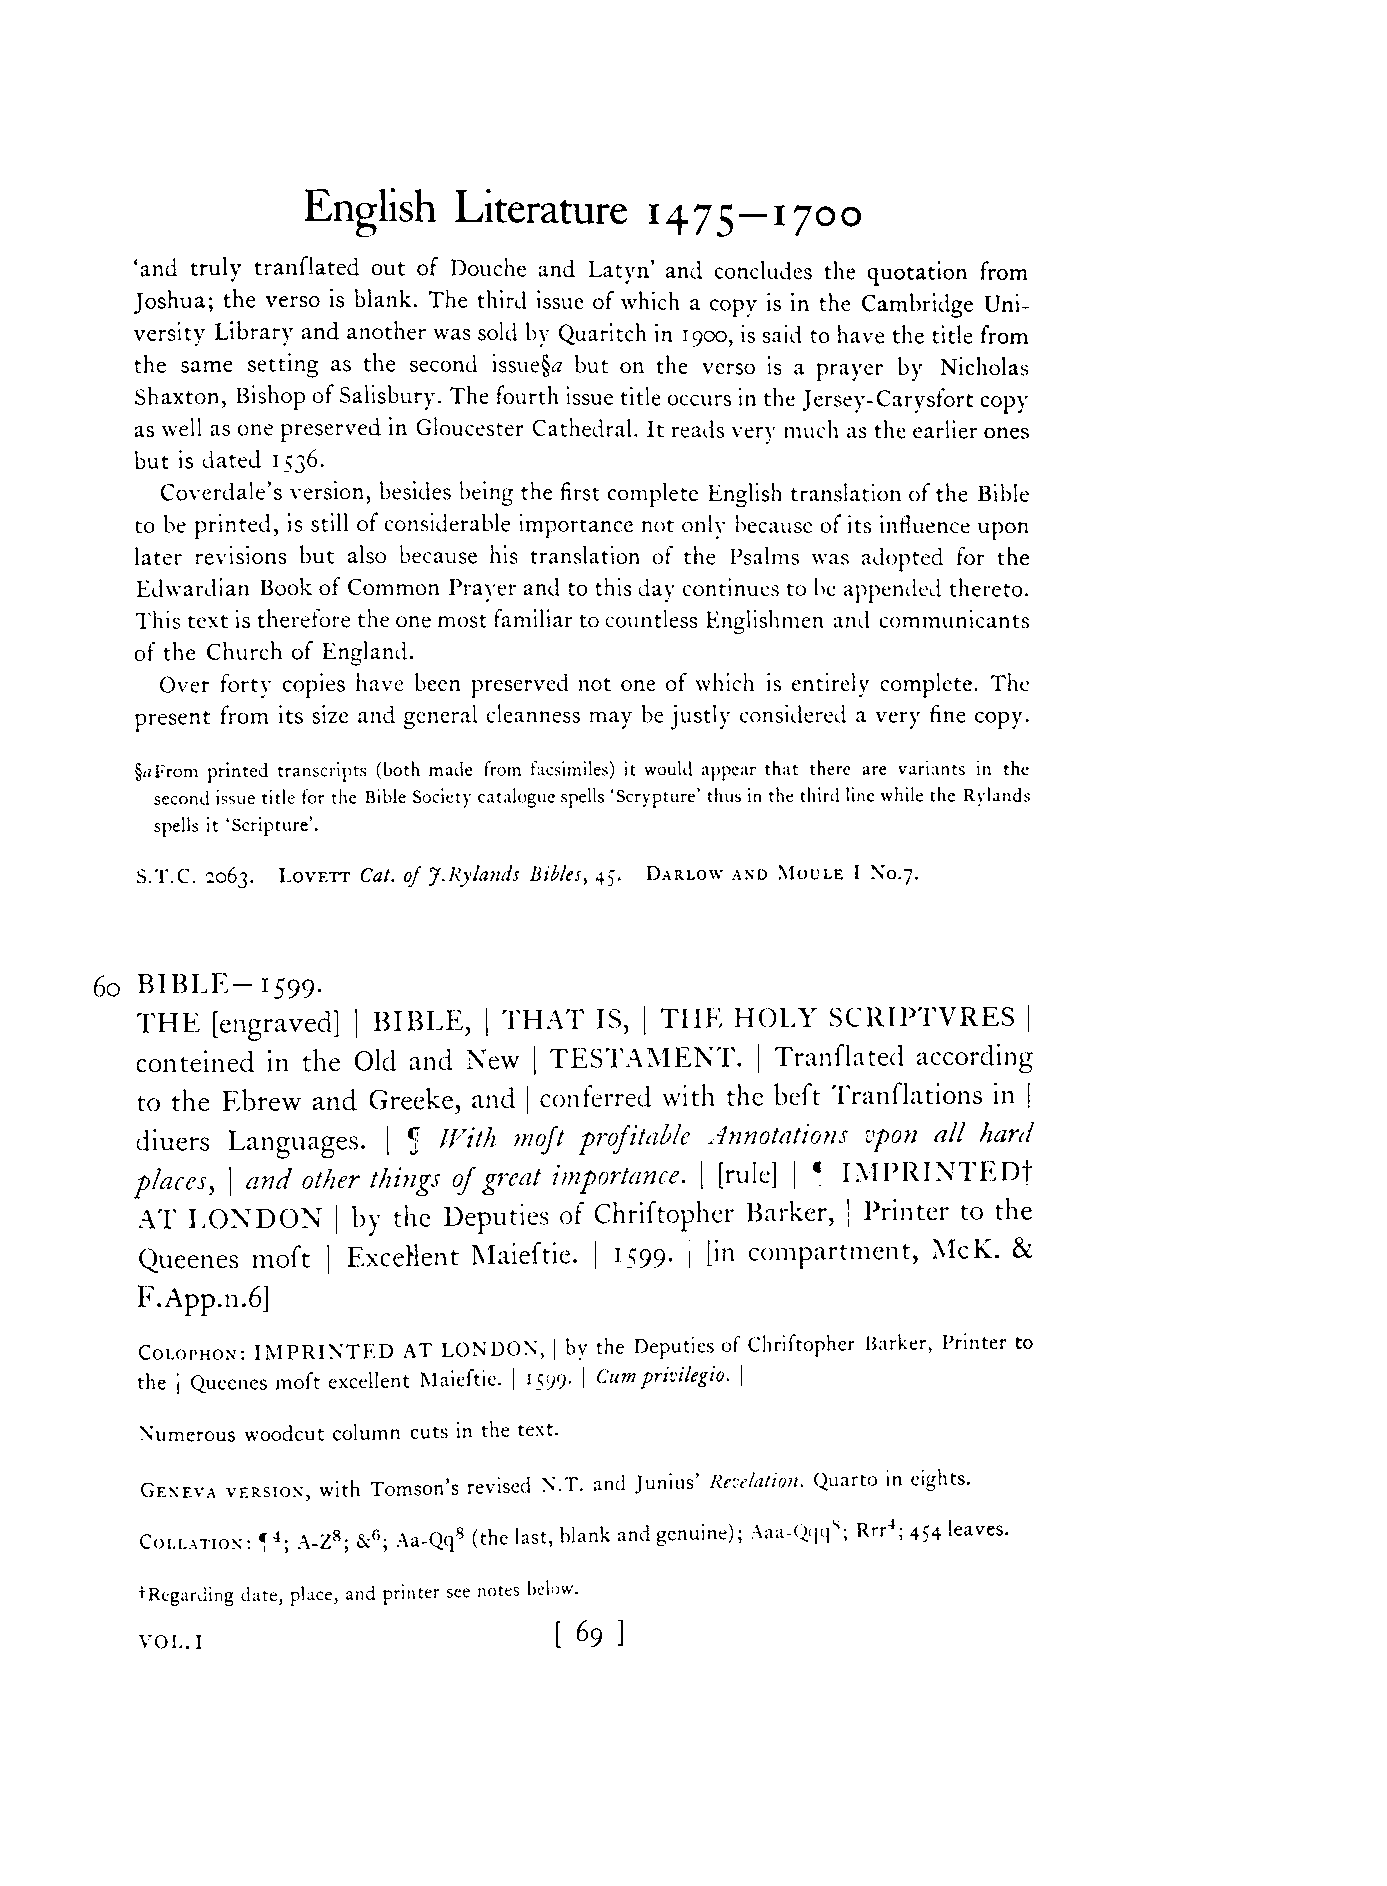 English Literature 1475—1700
‘and truly tranſlated out of Douche and Latyn’ and concludes the quotation from
Joshua; the verso is blank. The third issue of which a copy is in the Cambridge Uni-
versity Library and another was sold by Quaritch in 1900, is said to have the title from
the same setting as the second issue§a but on the verso is a prayer by Nicholas
Shaxton, Bishop of Salisbury. The fourth issue title occurs in the Jersey-Carysfort copy
as well as one preserved in Gloucester Cathedral. It reads very much as the earlier ones
but is dated 1536.
Coverdale’s version, besides being the first complete English translation of the Bible
to be printed, is still of considerable importance not only because of its influence upon
later revisions but also because his translation of the Psalms was adopted for the
Edwardian Book of Common Prayer and to this day continues to be appended thereto.
This text is therefore the one most familiar to countless Englishmen and communicants
of the Church of England.
Over forty copies have been preserved not one of which is entirely complete. The
present from its size and general cleanness may be justly considered a very fine copy.
§aFrom printed transcripts (both made from facsimiles) it would appear that there are variants in the
second issue title for the Bible Society catalogue spells ‘Scrypture’ thus in the third line while the Rylands
spells it ‘Scripture’.
S.T.C. 2063. Lovett Cat. of J.Rylands Bibles, 45. Darlow and Moule I No.7.
60 BIBLE—1599.
THE [engraved] | BIBLE, | THAT IS, | THE HOLY SCRIPTVRES |
conteined in the Old and New | TESTAMENT. | Tranſlated according
to the Ebrew and Greeke, and | conferred with the beſt Tranſlations in |
diuers Languages. | ¶ With moſt profitable Annotations vpon all hard
places, | and other things of great importance. | [rule] | ¶ IMPRINTED†
AT LONDON | by the Deputies of Chriſtopher Barker, | Printer to the
Queenes moſt | Excellent Maieſtie. | 1599. | [in compartment, McK. &
F.App.n.6]
Colophon: IMPRINTED AT LONDON, | by the Deputies of Chriſtopher Barker, Printer to
the | Queenes moſt excellent Maieſtie. | 1599. | Cum privilegio. |
Numerous woodcut column cuts in the text.
Geneva version, with Tomson’s revised N.T. and Junius’ Revelation. Quarto in eights.
Collation: ¶⁴; A-Z⁸; &⁶; Aa-Qq⁸ (the last, blank and genuine); Aaa-Qqq⁸; Rrr⁴; 454 leaves.
†Regarding date, place, and printer see notes below.
VOL.I [ 69 ]